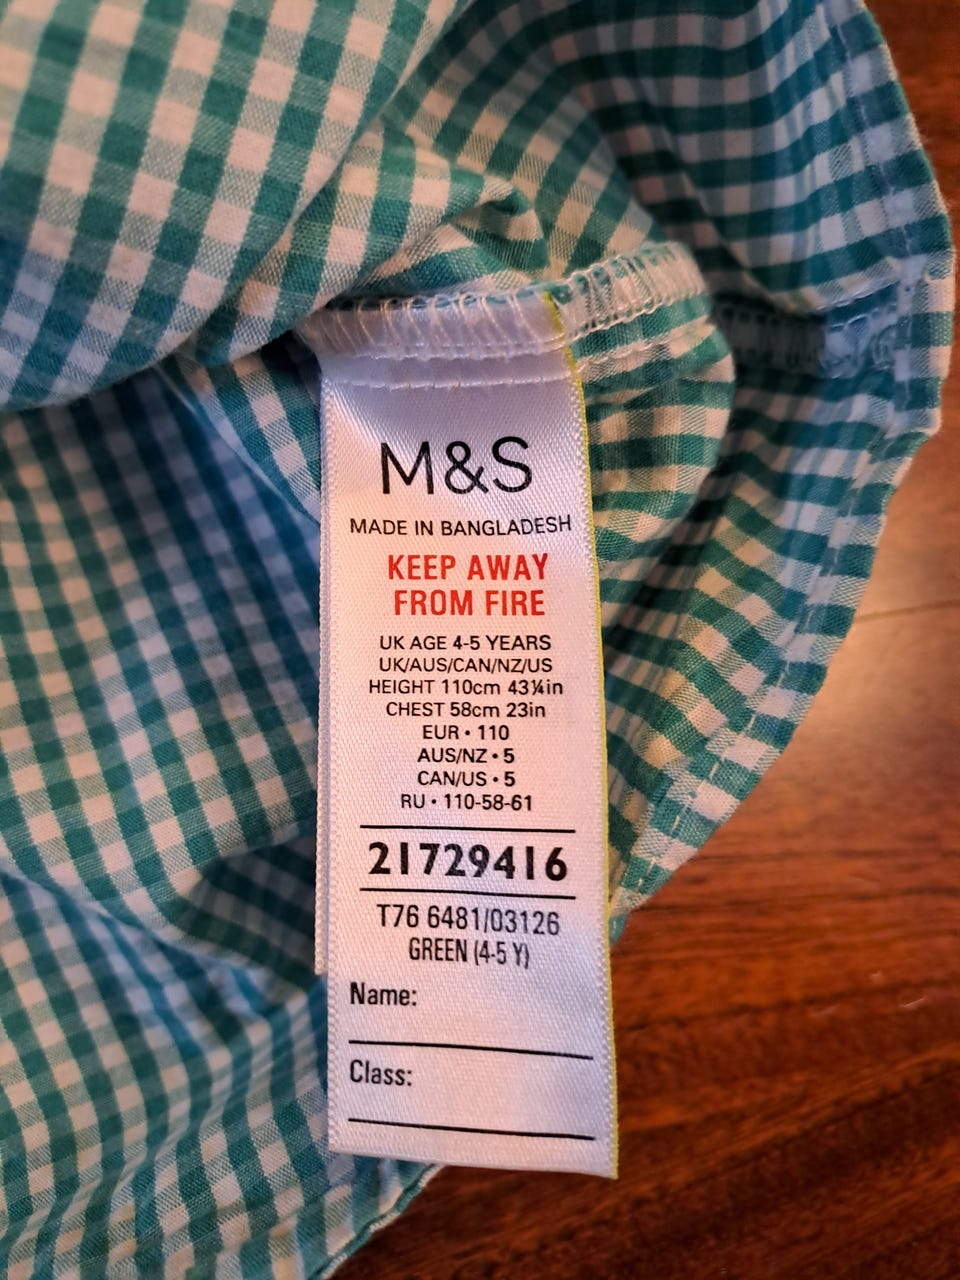 M&S
MADE IN BANGLADESH
KEEP AWAY
FROM FIRE
UK AGE 4-5 YEARS
UK/AUS/CAN/NZ/US
HEIGHT 110cm 43¼in
CHEST 58cm 23in
EUR • 110
AUS/NZ • 5
CAN/US • 5
RU • 110-58-61
21729416
T76 6481/03126
GREEN (4-5 Y)
Name:
Class: